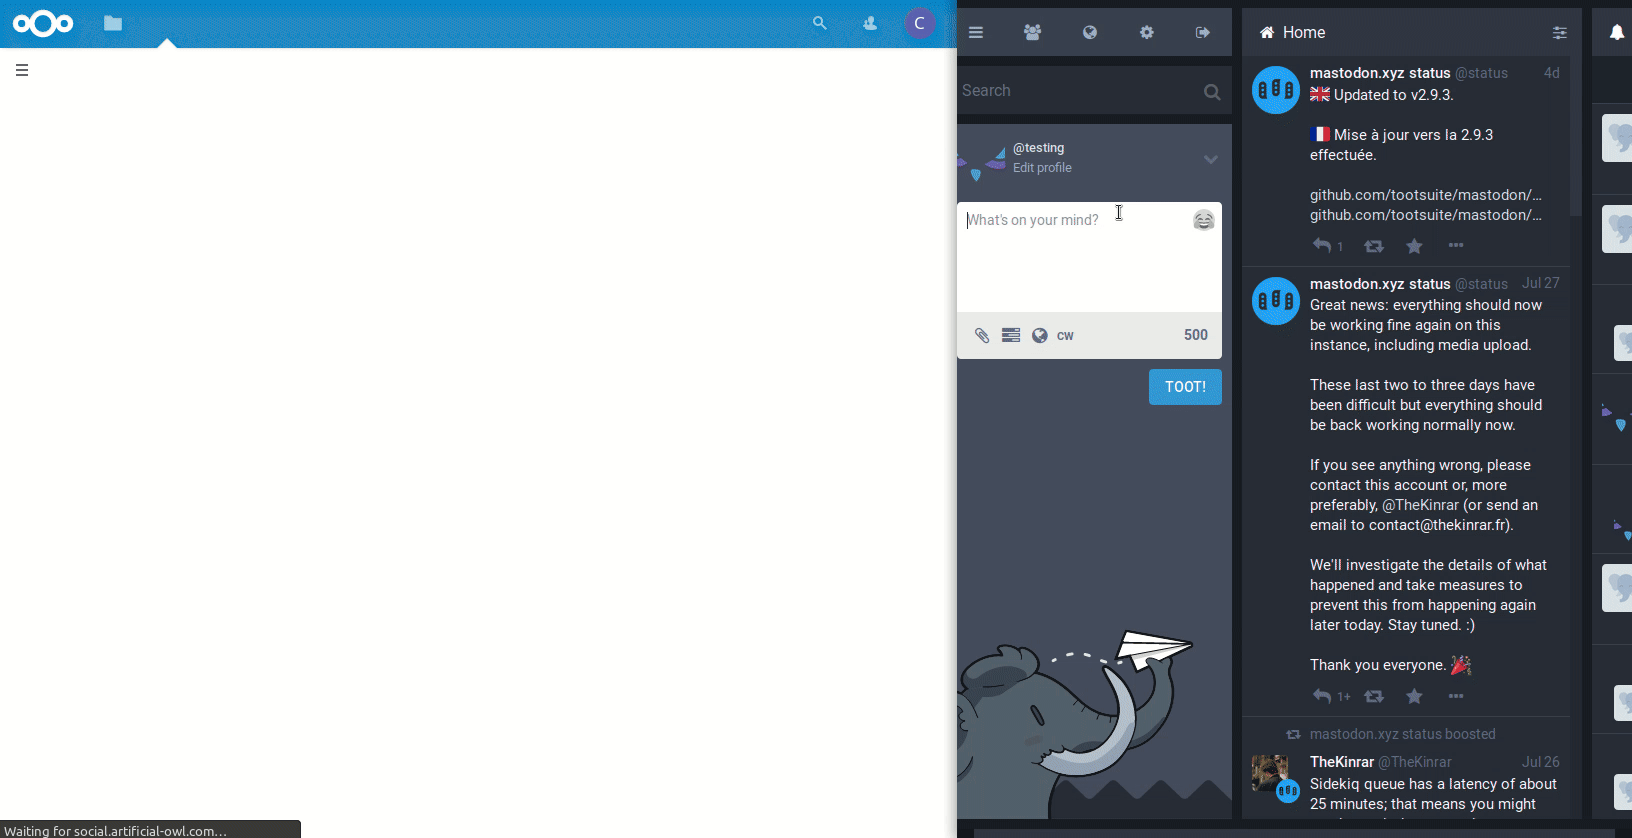 C
Waiting for social.artificial-owl.com...
Search
@testing
Edit profile
What's on your mind?
CW
500
TOOT!
Home
mastodon.xyz status @status 4d
🇬🇧 Updated to v2.9.3.
🇫🇷 Mise à jour vers la 2.9.3
effectuée.
github.com/tootsuite/mastodon/...
github.com/tootsuite/mastodon/...
1
mastodon.xyz status @status Jul 27
Great news: everything should now
be working fine again on this
instance, including media upload.
These last two to three days have
been difficult but everything should
be back working normally now.
If you see anything wrong, please
contact this account or, more
preferably, @TheKinrar (or send an
email to contact@thekinrar.fr).
We'll investigate the details of what
happened and take measures to
prevent this from happening again
later today. Stay tuned. :)
Thank you everyone. 🎉
1+
mastodon.xyz status boosted
TheKinrar @TheKinrar Jul 26
Sidekiq queue has a latency of about
25 minutes; that means you might